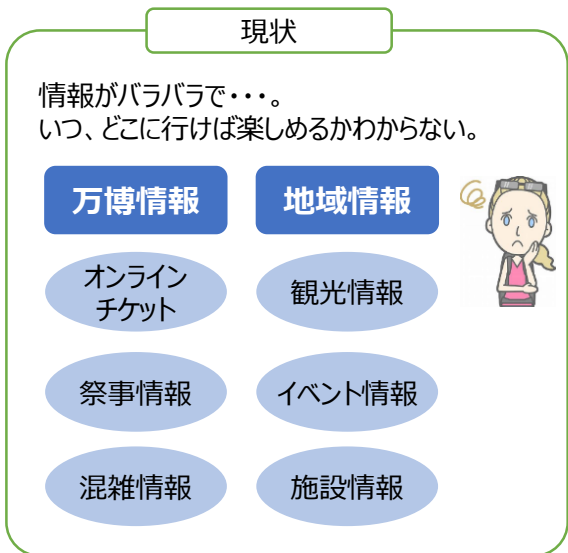 現状
情報がバラバラで・・・。
いつ、どこに行けば楽しめるかわからない。
万博情報
地域情報
オンライン
チケット
観光情報
祭事情報
イベント情報
混雑情報
施設情報